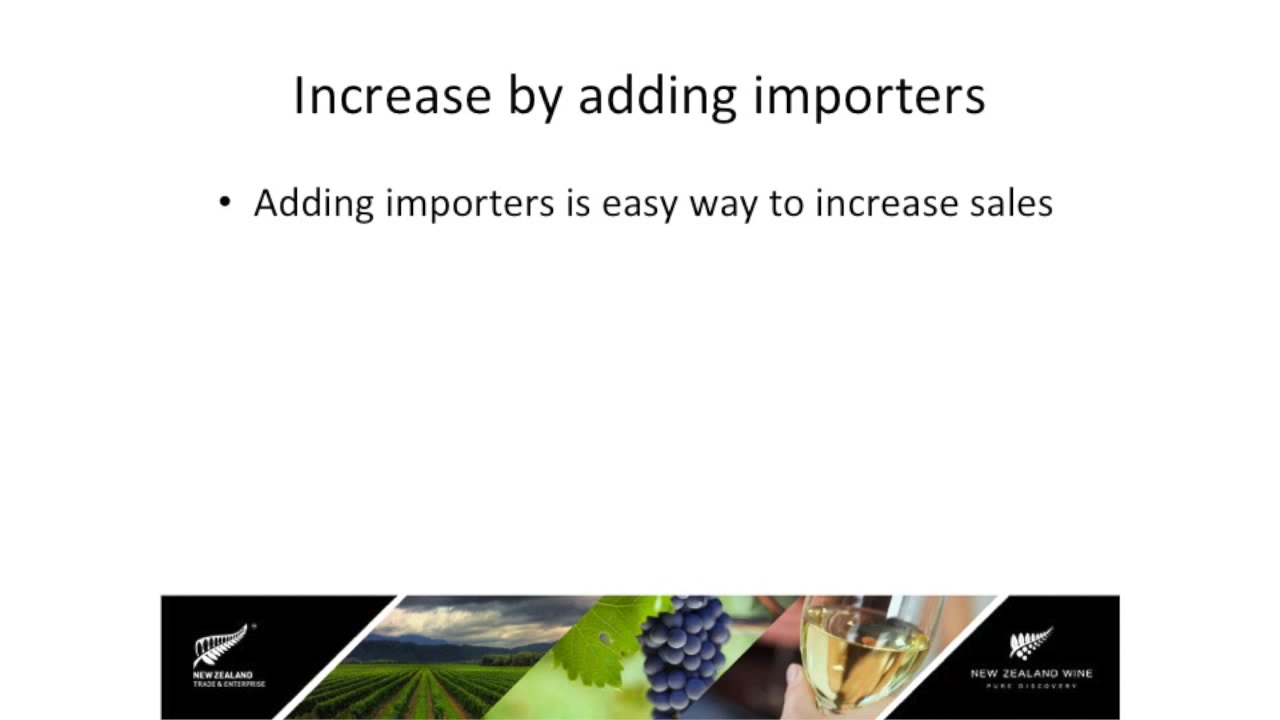 Increase by adding importers
• Adding importers is easy way to increase sales
NEW ZEALAND
TRADE & ENTERPRISE
NEW ZEALAND WINE
PURE DISCOVERY